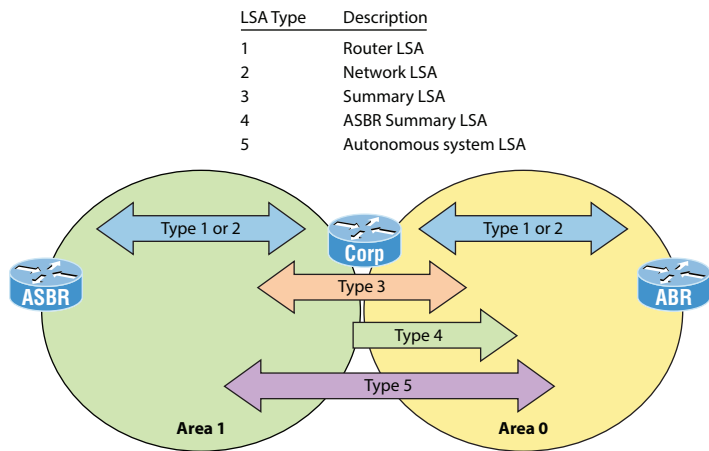 LSA Type Description
1 Router LSA
2 Network LSA
3 Summary LSA
4 ASBR Summary LSA
5 Autonomous system LSA
Type 1 or 2 Type 1 or 2
Corp
ASBR Type 3 ABR
Type 4
Type 5
Area 1 Area 0